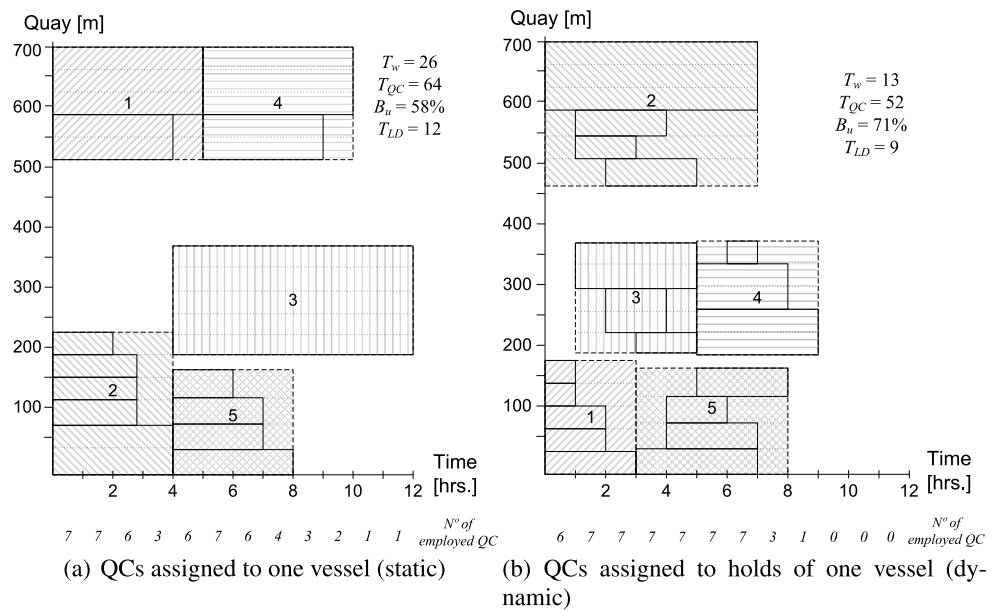 Quay [m]
700
600
500
400
300
200
100
1
4
3
2
5
T_w = 26
T_QC = 64
B_u = 58%
T_LD = 12
Time
[hrs.]
2 4 6 8 10 12
7 7 6 3 6 7 6 4 3 2 1 1
Nº of
employed QC
(a) QCs assigned to one vessel (static)
Quay [m]
700
600
500
400
300
200
100
2
3
4
1
5
T_w = 13
T_QC = 52
B_u = 71%
T_LD = 9
Time
[hrs.]
2 4 6 8 10 12
6 7 7 7 7 7 7 3 1 0 0 0
Nº of
employed QC
(b) QCs assigned to holds of one vessel (dy-
namic)